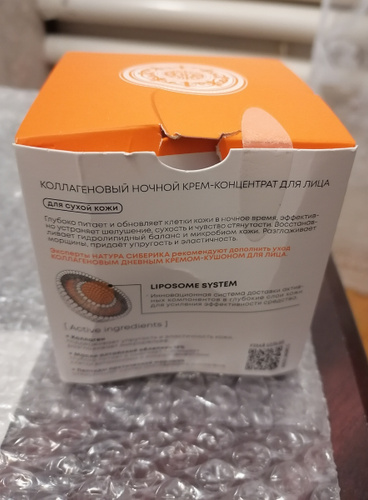 КОЛЛАГЕНОВЫЙ НОЧНОЙ КРЕМ-КОНЦЕНТРАТ ДЛЯ ЛИЦА
для сухой кожи
Глубоко питает и обновляет клетки кожи в ночное время, эффектив-
но устраняет шелушение, сухость и чувство стянутости. Восстанав-
ливает гидролипидный баланс и микробиом кожи. Разглаживает
морщины, придаёт упругость и эластичность.
Эксперты NATURA СИБЕРИКА рекомендуют дополнить уход
КОЛЛАГЕНОВЫМ ДНЕВНЫМ КРЕМОМ-КУШОНОМ ДЛЯ ЛИЦА.
LIPOSOME SYSTEM
Инновационная система доставки актив-
ных компонентов в глубокие слои кожи
для усиления эффективности средства.
[ Active ingredients ]
• Коллаген